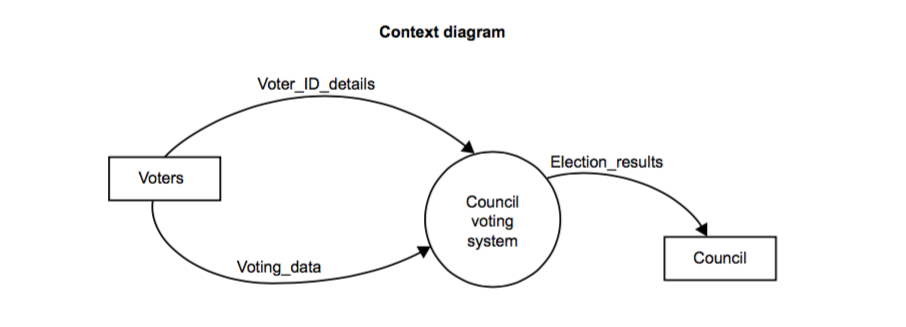 Context diagram
Voter_ID_details
Election_results
Voters
Council
voting
system
Council
Voting_data